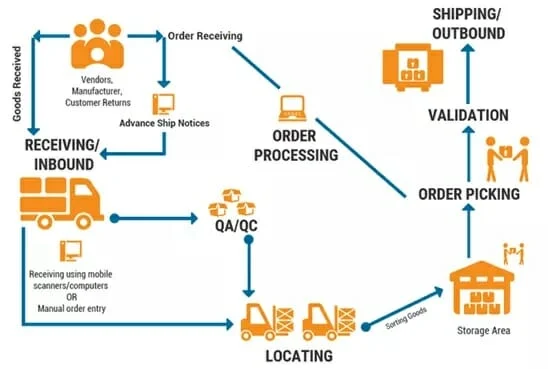 SHIPPING/
OUTBOUND
Order Receiving
Goods Received
Vendors,
Manufacturer,
Customer Returns
Advance Ship Notices
VALIDATION
RECEIVING/
INBOUND
ORDER
PROCESSING
ORDER PICKING
QA/QC
Receiving using mobile
scanners/computers
OR
Manual order entry
Sorting Goods
Storage Area
LOCATING